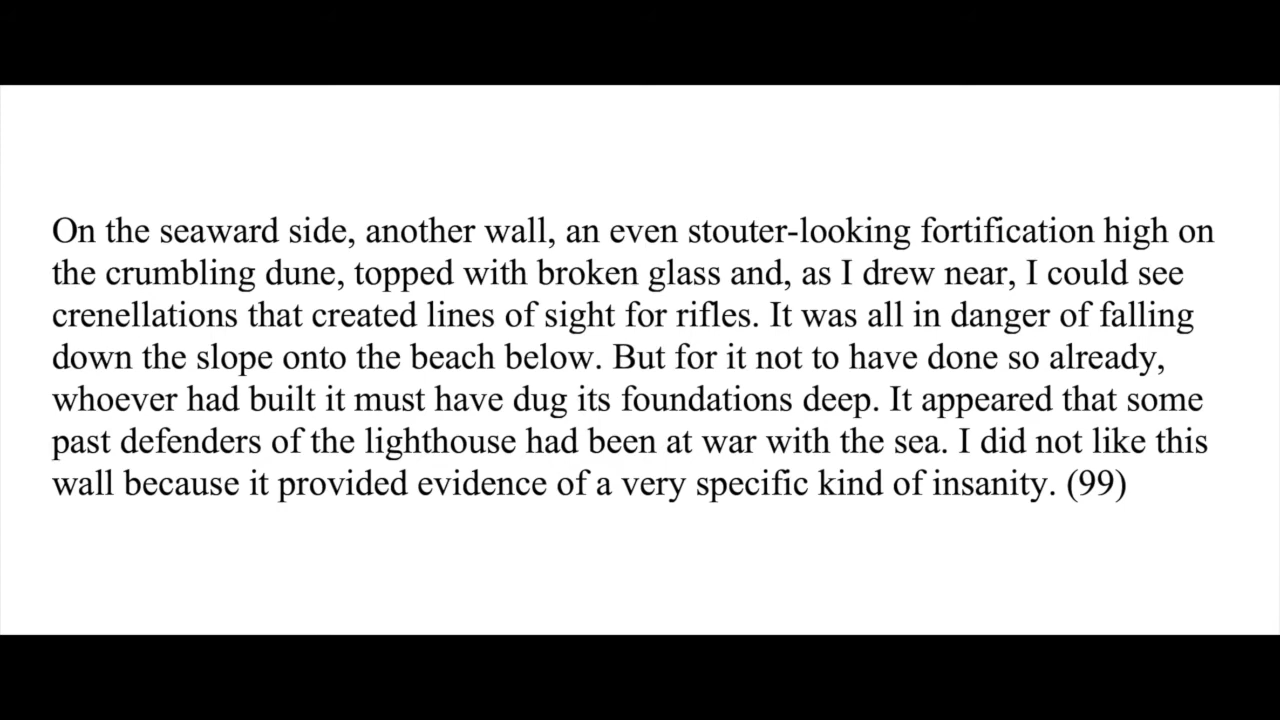 On the seaward side, another wall, an even stouter-looking fortification high on
the crumbling dune, topped with broken glass and, as I drew near, I could see
crenellations that created lines of sight for rifles. It was all in danger of falling
down the slope onto the beach below. But for it not to have done so already,
whoever had built it must have dug its foundations deep. It appeared that some
past defenders of the lighthouse had been at war with the sea. I did not like this
wall because it provided evidence of a very specific kind of insanity. (99)